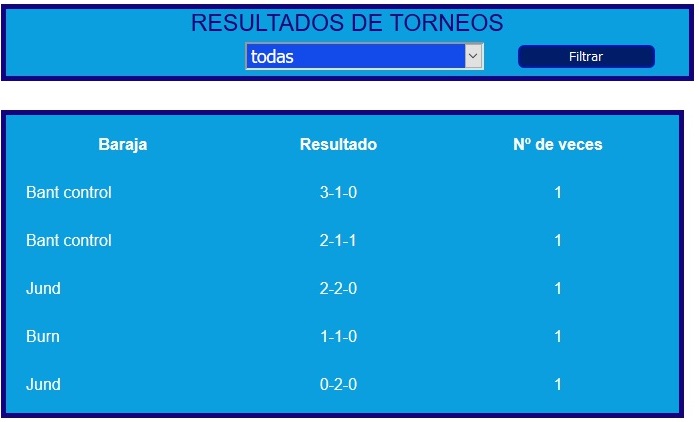 RESULTADOS DE TORNEOS
todas Filtrar
Baraja Resultado Nº de veces
Bant control 3-1-0 1
Bant control 2-1-1 1
Jund 2-2-0 1
Burn 1-1-0 1
Jund 0-2-0 1